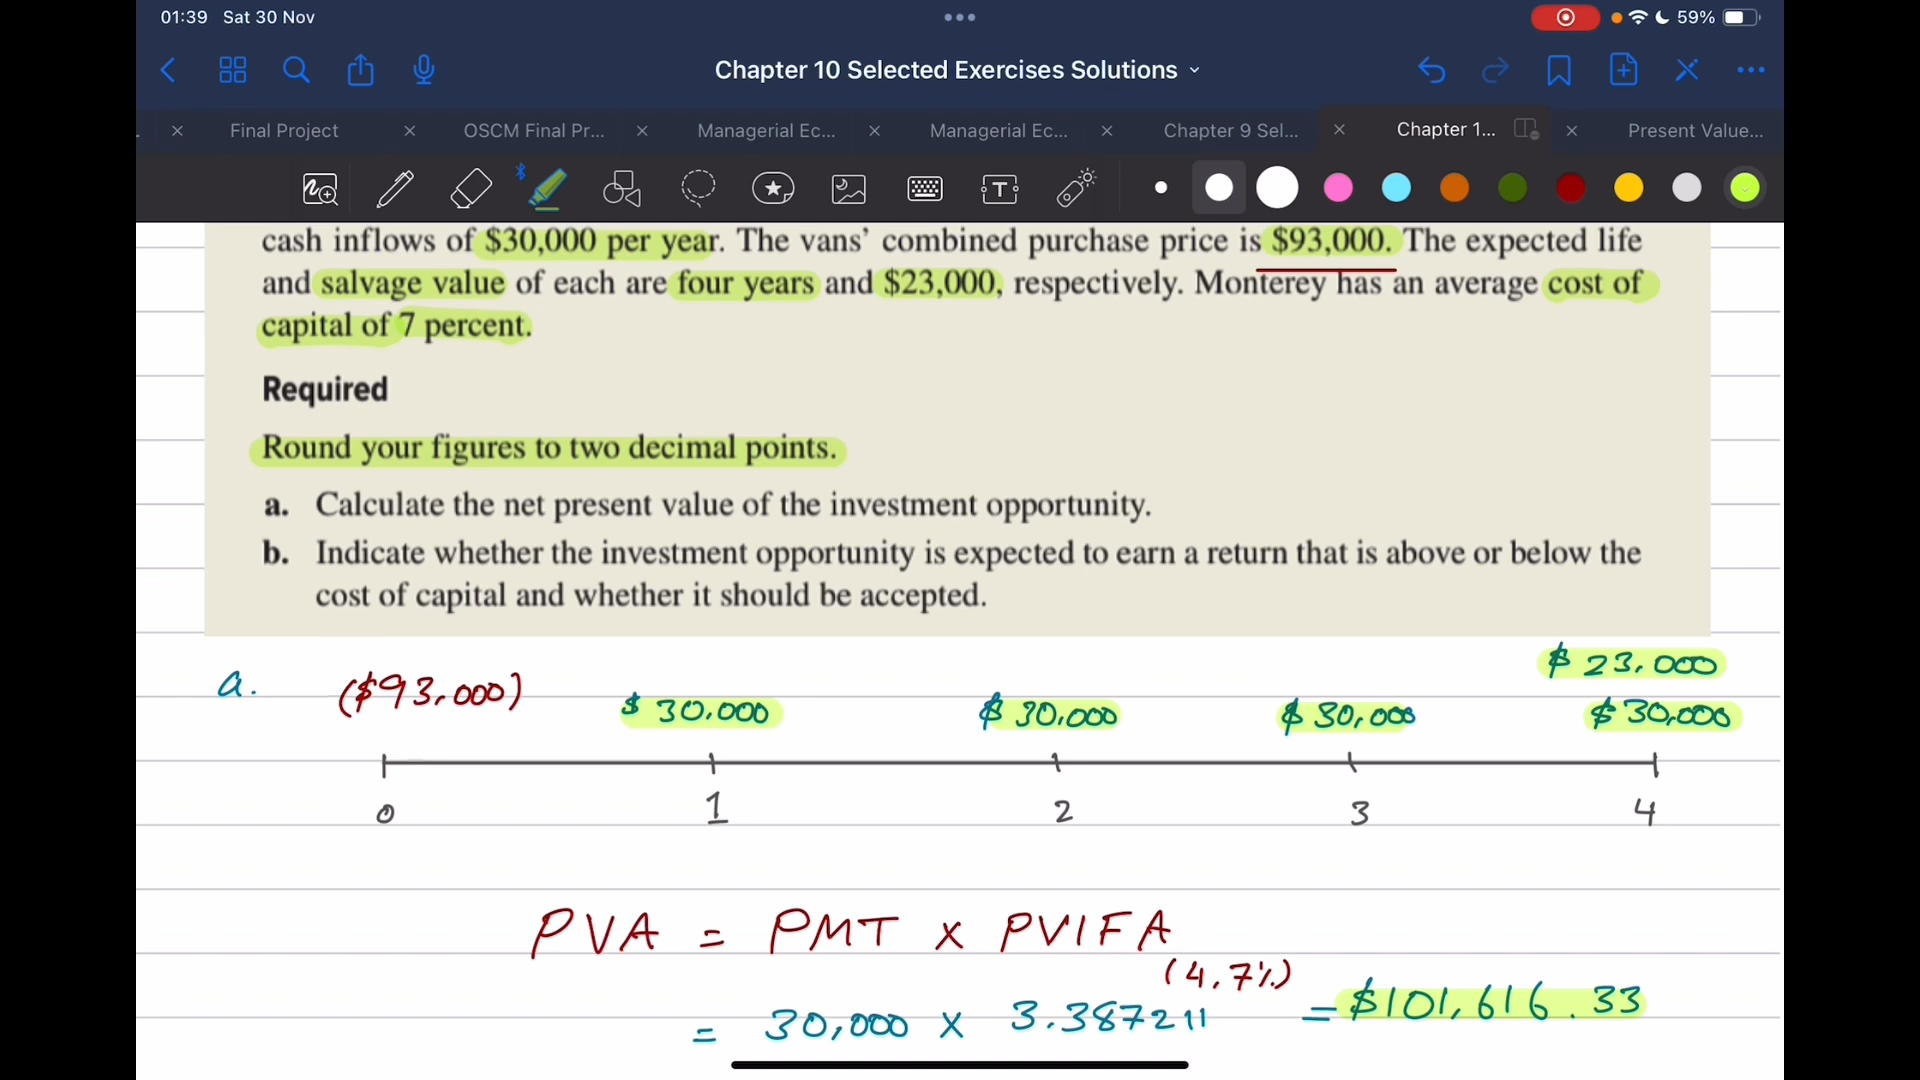 01:39 Sat 30 Nov
59%
Chapter 10 Selected Exercises Solutions
Final Project
OSCM Final Pr...
Managerial Ec...
Managerial Ec...
Chapter 9 Sel...
Chapter 1...
Present Value...
cash inflows of $30,000 per year. The vans’ combined purchase price is $93,000. The expected life
and salvage value of each are four years and $23,000, respectively. Monterey has an average cost of
capital of 7 percent.
Required
Round your figures to two decimal points.
a. Calculate the net present value of the investment opportunity.
b. Indicate whether the investment opportunity is expected to earn a return that is above or below the
cost of capital and whether it should be accepted.
$ 23,000
a. ($93,000) $ 30,000 $ 30,000 $ 30,000 $ 30,000
0 1 2 3 4
PVA = PMT x PVIFA
(4,7%)
= 30,000 x 3.387211 = $101,616.33